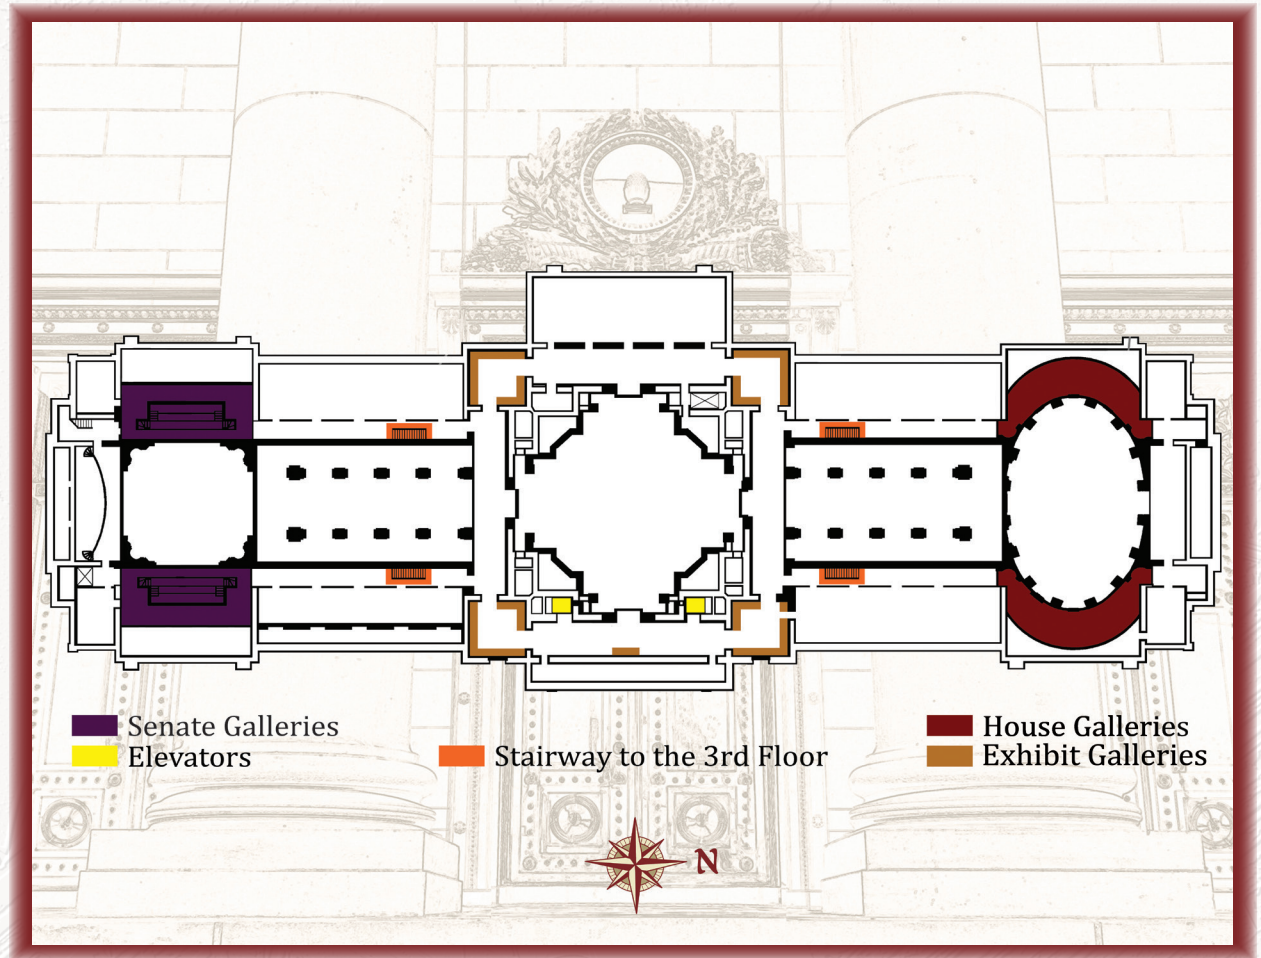 Senate Galleries
Elevators
Stairway to the 3rd Floor
House Galleries
Exhibit Galleries
N